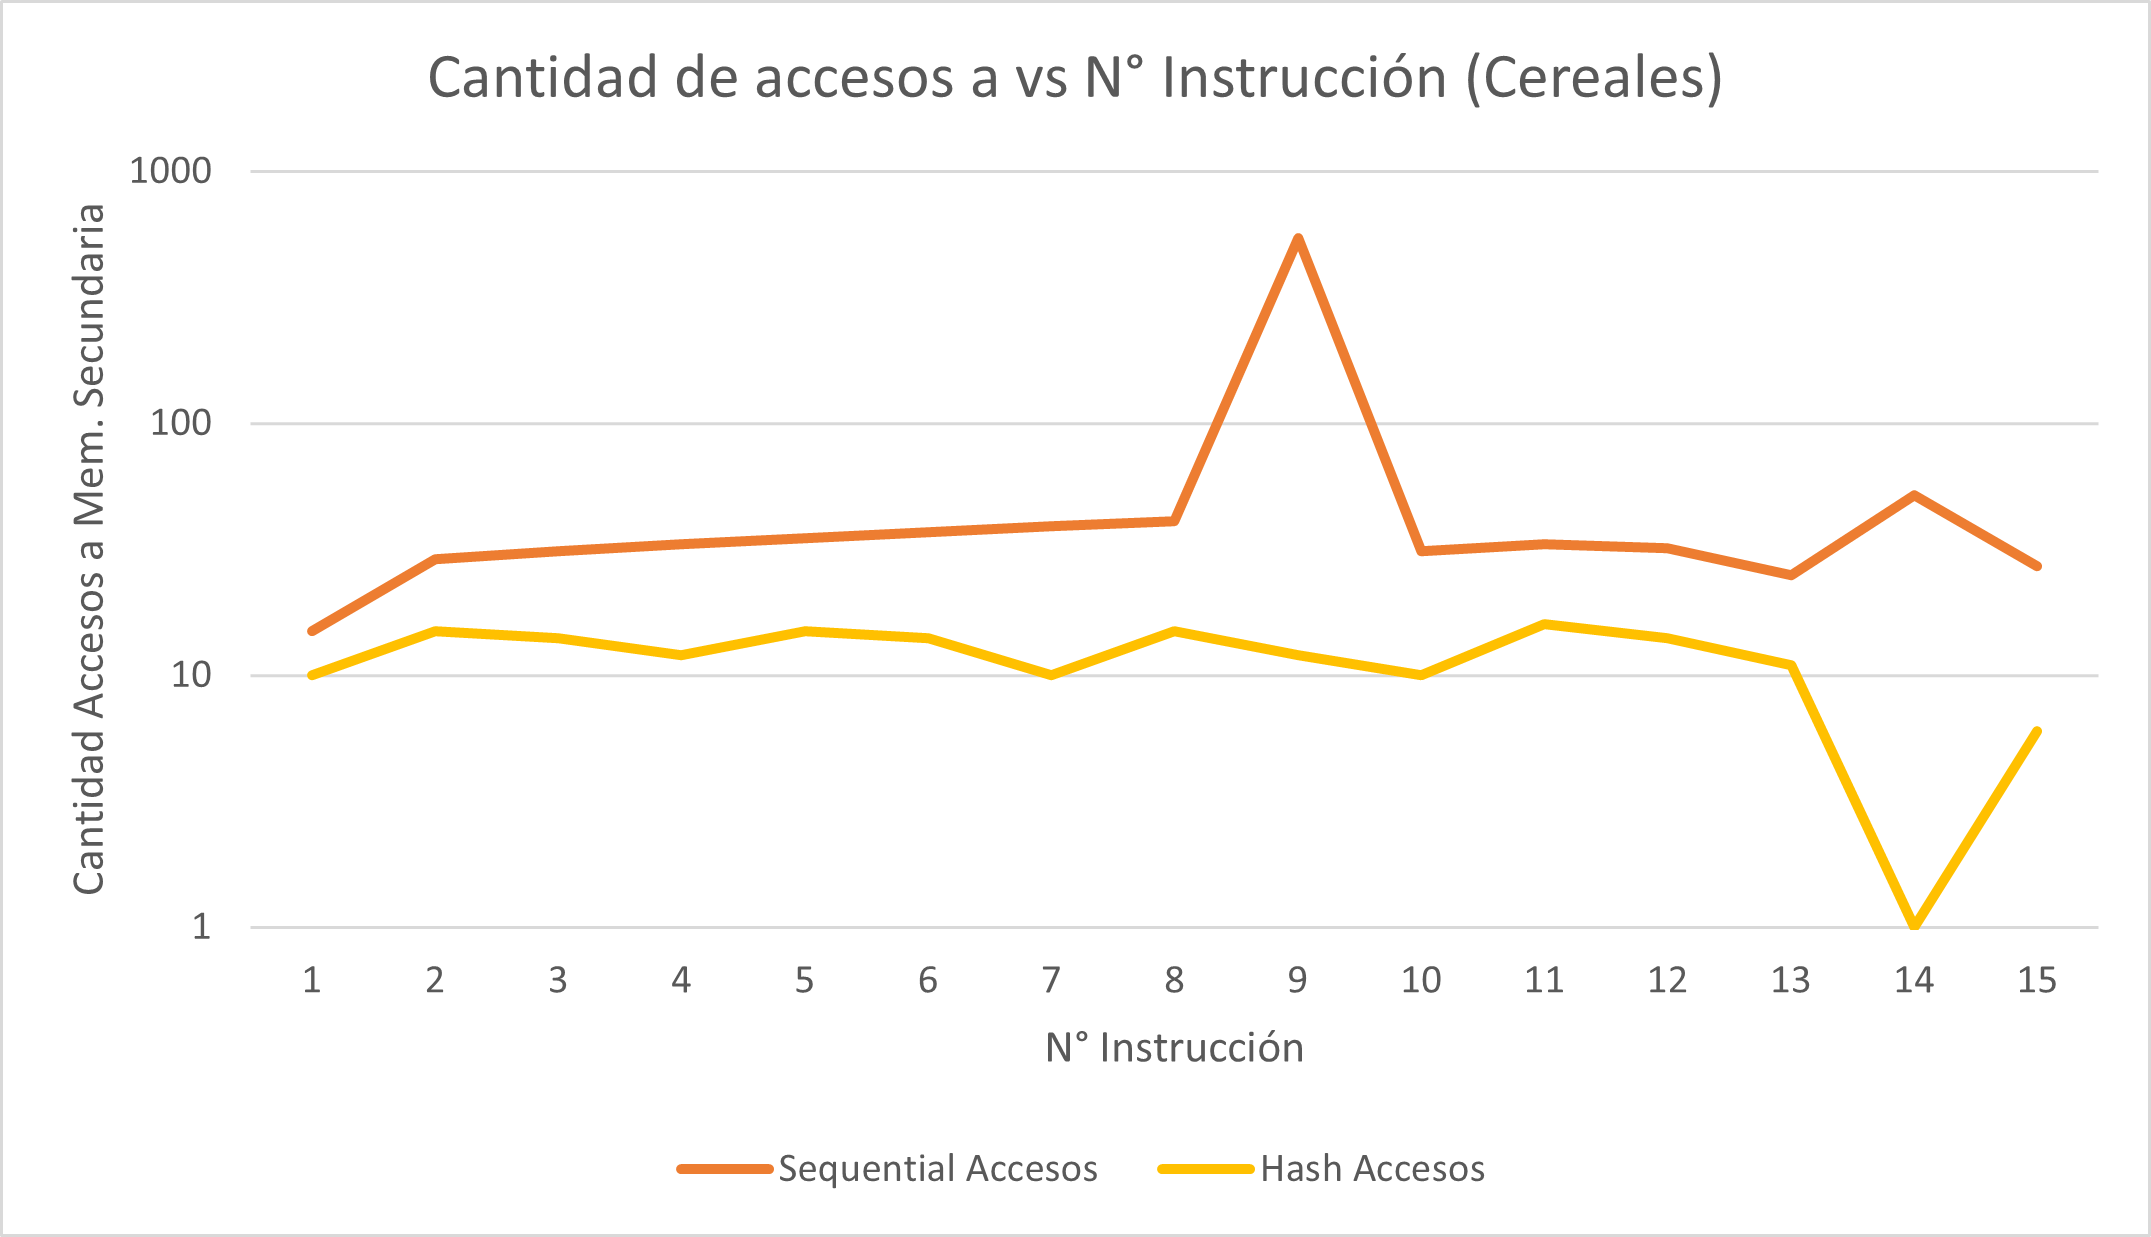 Cantidad de accesos a vs N° Instrucción (Cereales)
Cantidad Accesos a Mem. Secundaria
1000
100
10
1
1 2 3 4 5 6 7 8 9 10 11 12 13 14 15
N° Instrucción
Sequential Accesos Hash Accesos